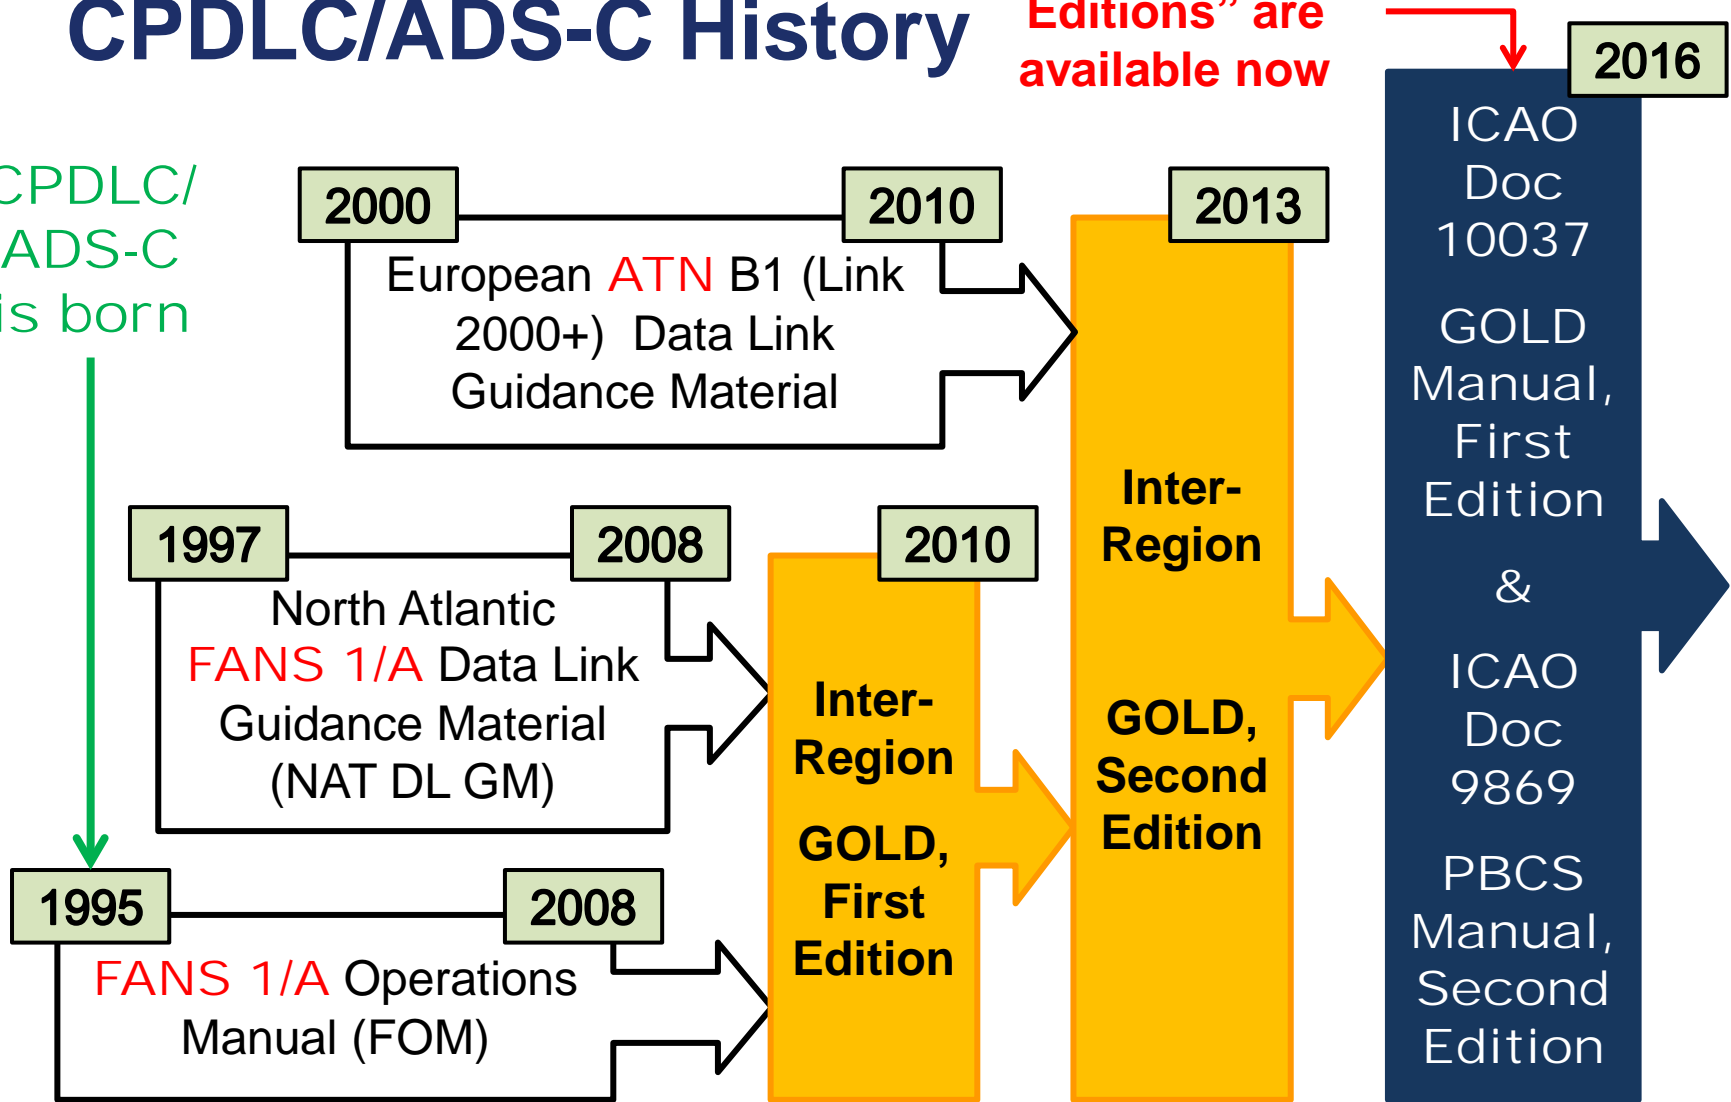 CPDLC/ADS-C History
Editions” are
available now
2016
CPDLC/
ADS-C
is born
2000
2010
European ATN B1 (Link
2000+) Data Link
Guidance Material
2013
Inter-
Region
GOLD,
Second
Edition
1997
2008
North Atlantic
FANS 1/A Data Link
Guidance Material
(NAT DL GM)
2010
Inter-
Region
GOLD,
First
Edition
1995
2008
FANS 1/A Operations
Manual (FOM)
ICAO
Doc
10037
GOLD
Manual,
First
Edition
&
ICAO
Doc
9869
PBCS
Manual,
Second
Edition